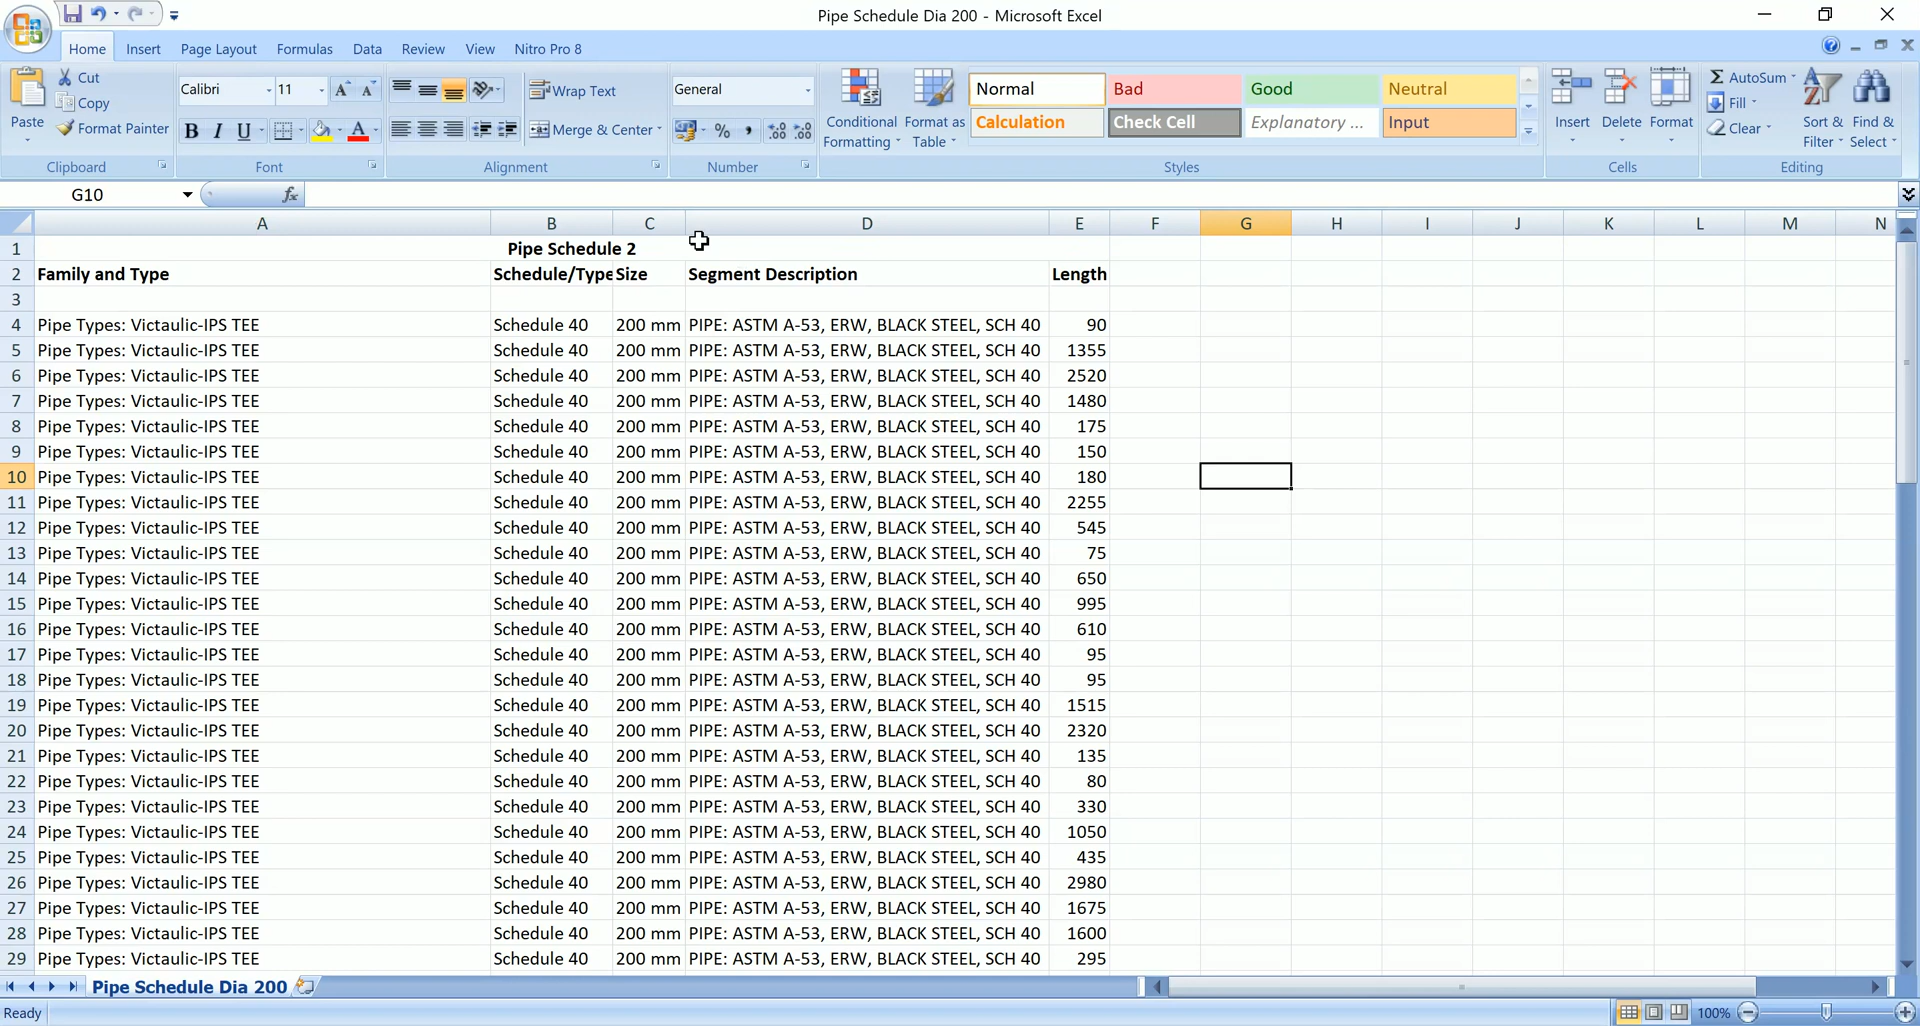 Pipe Schedule Dia 200 - Microsoft Excel
Home Insert Page Layout Formulas Data Review View Nitro Pro 8
Paste
Cut
Copy
Format Painter
Clipboard
Calibri 11
B I U A
Font
Wrap Text
Merge & Center
Alignment
General
%
Number
Conditional Formatting
Format as Table
Normal Bad Good Neutral
Calculation Check Cell Explanatory ... Input
Styles
Insert Delete Format
Cells
Σ AutoSum
Fill
Clear
Sort & Filter
Find & Select
Editing
G10 fx
A B C D E F G H I J K L M N
1 Pipe Schedule 2
2 Family and Type Schedule/Type Size Segment Description Length
3
4 Pipe Types: Victaulic-IPS TEE Schedule 40 200 mm PIPE: ASTM A-53, ERW, BLACK STEEL, SCH 40 90
5 Pipe Types: Victaulic-IPS TEE Schedule 40 200 mm PIPE: ASTM A-53, ERW, BLACK STEEL, SCH 40 1355
6 Pipe Types: Victaulic-IPS TEE Schedule 40 200 mm PIPE: ASTM A-53, ERW, BLACK STEEL, SCH 40 2520
7 Pipe Types: Victaulic-IPS TEE Schedule 40 200 mm PIPE: ASTM A-53, ERW, BLACK STEEL, SCH 40 1480
8 Pipe Types: Victaulic-IPS TEE Schedule 40 200 mm PIPE: ASTM A-53, ERW, BLACK STEEL, SCH 40 175
9 Pipe Types: Victaulic-IPS TEE Schedule 40 200 mm PIPE: ASTM A-53, ERW, BLACK STEEL, SCH 40 150
10 Pipe Types: Victaulic-IPS TEE Schedule 40 200 mm PIPE: ASTM A-53, ERW, BLACK STEEL, SCH 40 180
11 Pipe Types: Victaulic-IPS TEE Schedule 40 200 mm PIPE: ASTM A-53, ERW, BLACK STEEL, SCH 40 2255
12 Pipe Types: Victaulic-IPS TEE Schedule 40 200 mm PIPE: ASTM A-53, ERW, BLACK STEEL, SCH 40 545
13 Pipe Types: Victaulic-IPS TEE Schedule 40 200 mm PIPE: ASTM A-53, ERW, BLACK STEEL, SCH 40 75
14 Pipe Types: Victaulic-IPS TEE Schedule 40 200 mm PIPE: ASTM A-53, ERW, BLACK STEEL, SCH 40 650
15 Pipe Types: Victaulic-IPS TEE Schedule 40 200 mm PIPE: ASTM A-53, ERW, BLACK STEEL, SCH 40 995
16 Pipe Types: Victaulic-IPS TEE Schedule 40 200 mm PIPE: ASTM A-53, ERW, BLACK STEEL, SCH 40 610
17 Pipe Types: Victaulic-IPS TEE Schedule 40 200 mm PIPE: ASTM A-53, ERW, BLACK STEEL, SCH 40 95
18 Pipe Types: Victaulic-IPS TEE Schedule 40 200 mm PIPE: ASTM A-53, ERW, BLACK STEEL, SCH 40 95
19 Pipe Types: Victaulic-IPS TEE Schedule 40 200 mm PIPE: ASTM A-53, ERW, BLACK STEEL, SCH 40 1515
20 Pipe Types: Victaulic-IPS TEE Schedule 40 200 mm PIPE: ASTM A-53, ERW, BLACK STEEL, SCH 40 2320
21 Pipe Types: Victaulic-IPS TEE Schedule 40 200 mm PIPE: ASTM A-53, ERW, BLACK STEEL, SCH 40 135
22 Pipe Types: Victaulic-IPS TEE Schedule 40 200 mm PIPE: ASTM A-53, ERW, BLACK STEEL, SCH 40 80
23 Pipe Types: Victaulic-IPS TEE Schedule 40 200 mm PIPE: ASTM A-53, ERW, BLACK STEEL, SCH 40 330
24 Pipe Types: Victaulic-IPS TEE Schedule 40 200 mm PIPE: ASTM A-53, ERW, BLACK STEEL, SCH 40 1050
25 Pipe Types: Victaulic-IPS TEE Schedule 40 200 mm PIPE: ASTM A-53, ERW, BLACK STEEL, SCH 40 435
26 Pipe Types: Victaulic-IPS TEE Schedule 40 200 mm PIPE: ASTM A-53, ERW, BLACK STEEL, SCH 40 2980
27 Pipe Types: Victaulic-IPS TEE Schedule 40 200 mm PIPE: ASTM A-53, ERW, BLACK STEEL, SCH 40 1675
28 Pipe Types: Victaulic-IPS TEE Schedule 40 200 mm PIPE: ASTM A-53, ERW, BLACK STEEL, SCH 40 1600
29 Pipe Types: Victaulic-IPS TEE Schedule 40 200 mm PIPE: ASTM A-53, ERW, BLACK STEEL, SCH 40 295
Pipe Schedule Dia 200
Ready 100%